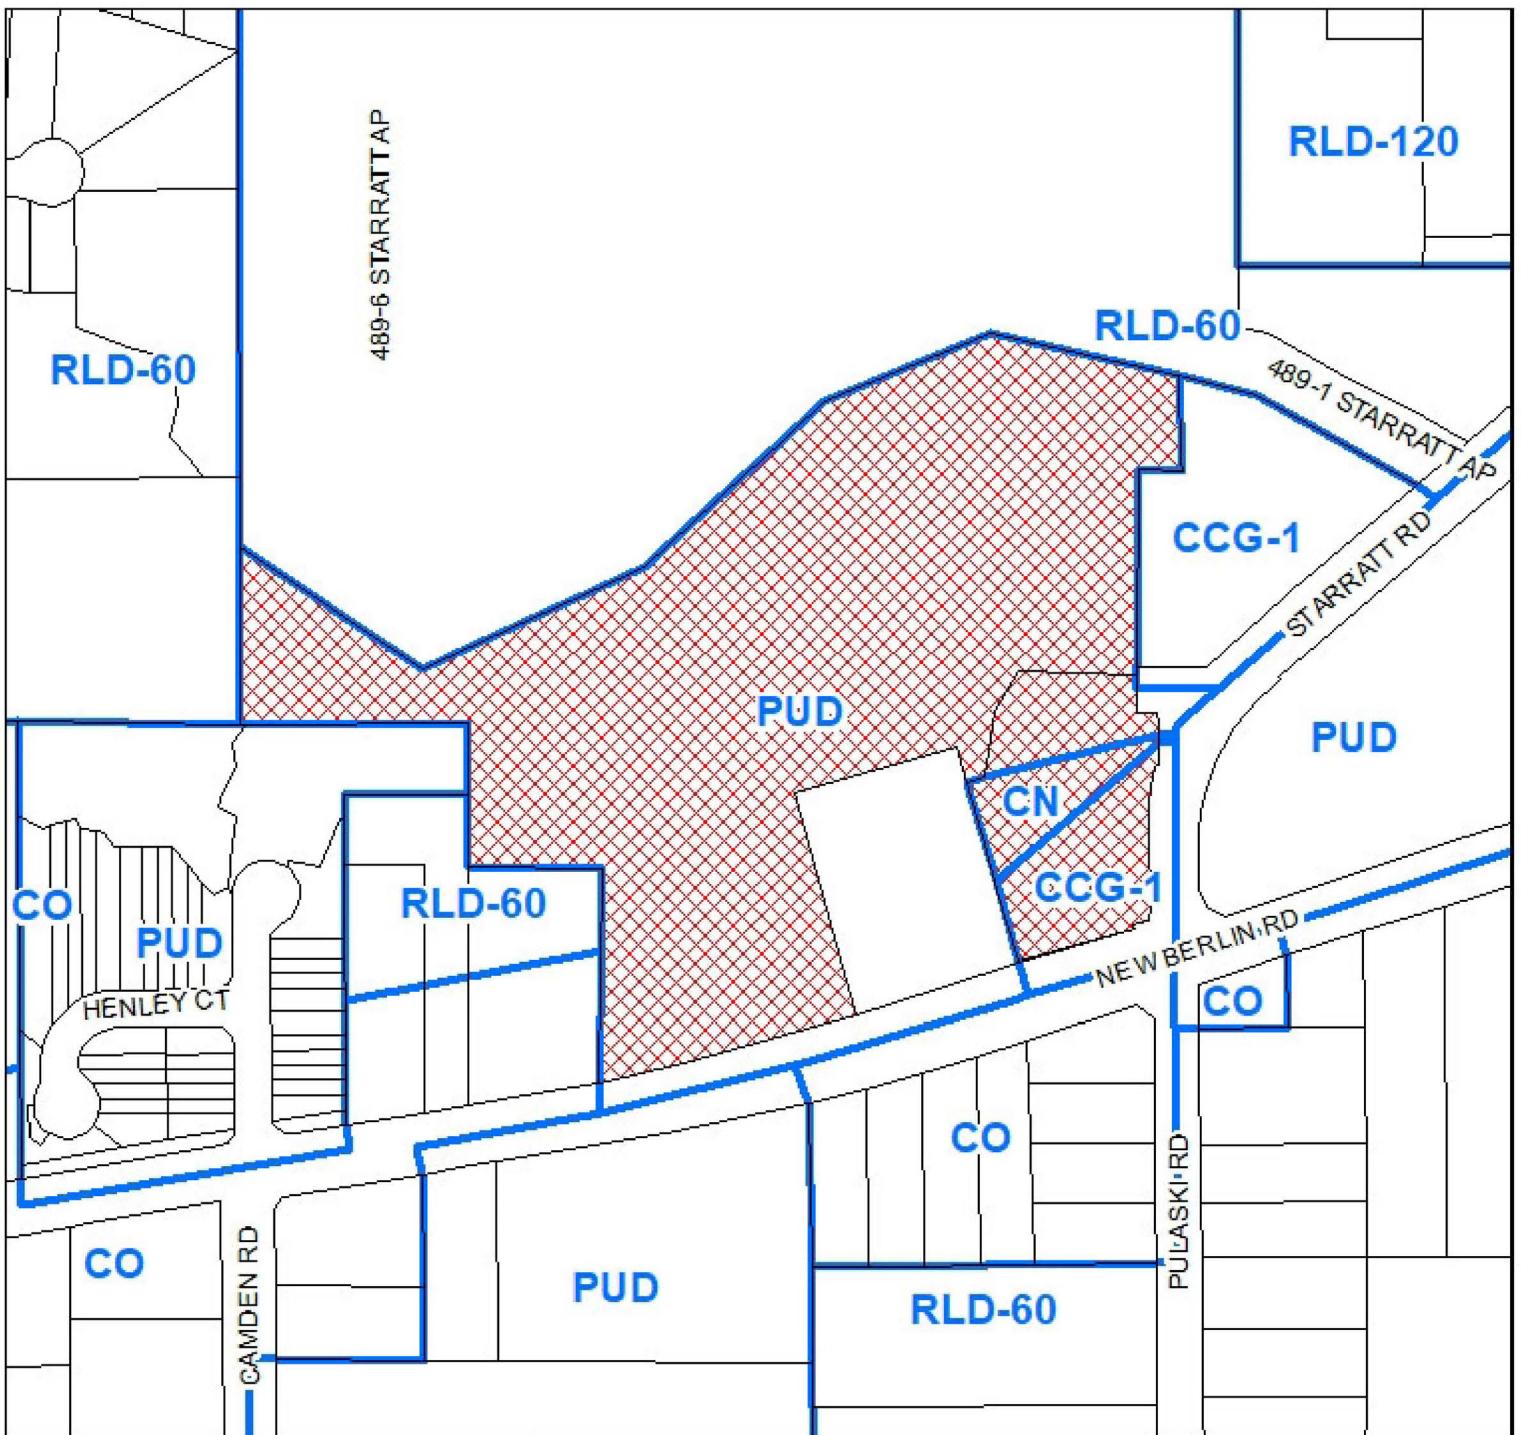 RLD-120
489-6 STARRATT AP
RLD-60
RLD-60
489-1 STARRATT AP
CCG-1
STARRATT RD
PUD
PUD
CN
CCG-1
CO
RLD-60
PUD
NEW BERLIN RD
HENLEY CT
CO
CO
PULASKI RD
CO
CAMDEN RD
PUD
RLD-60